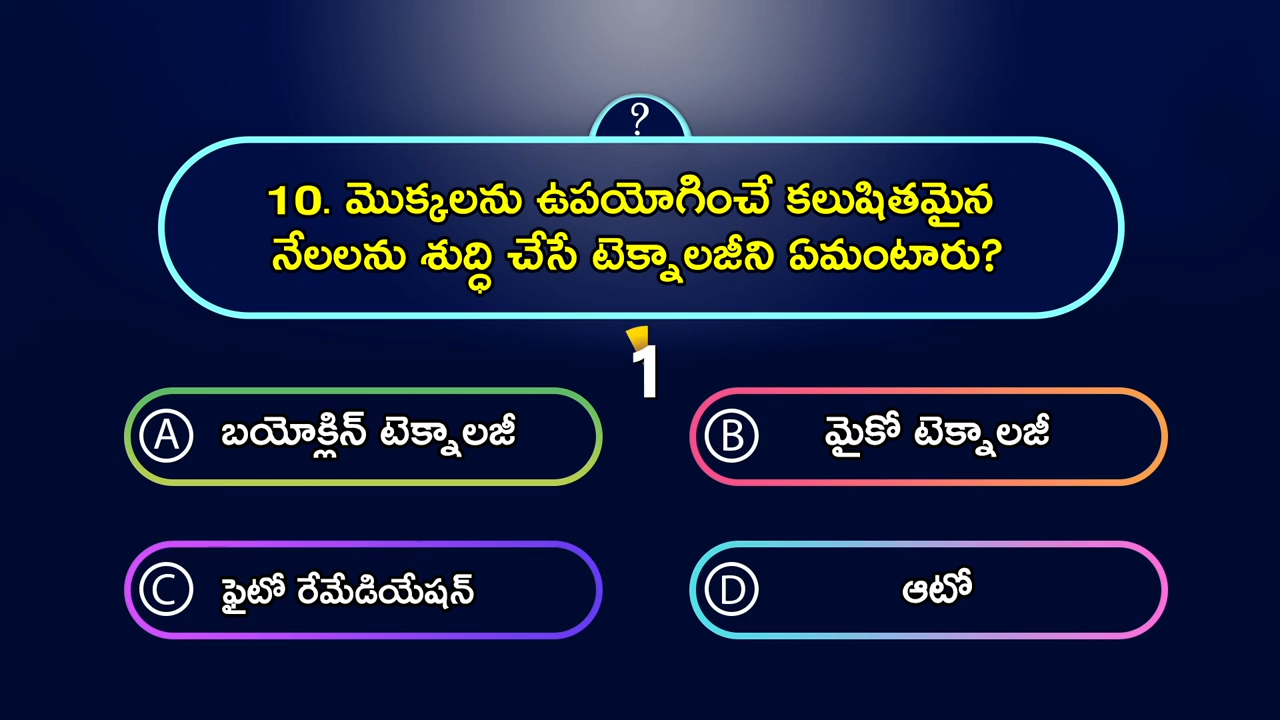 ?
10. మొక్కలను ఉపయోగించే కలుషితమైన
నేలలను శుద్ధి చేసే టెక్నాలజీని ఏమంటారు?
1
A బయోక్లిన్ టెక్నాలజీ
B మైకో టెక్నాలజీ
C ఫైటో రేమేడియేషన్
D ఆటో